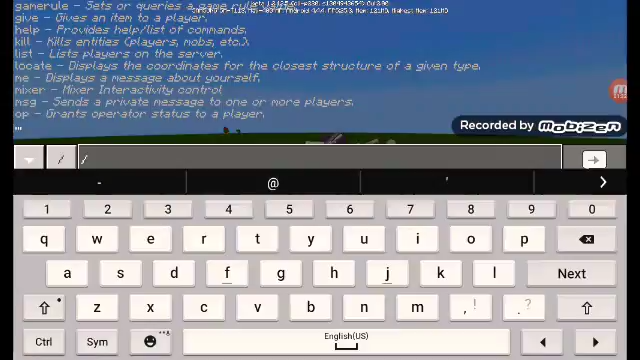 gamerule - Sets or queries a game rule
give - Gives an item to a player.
help - Provides help/list of commands.
kill - Kills entities (players, mobs, etc.).
list - Lists players on the server.
locate - Displays the coordinates for the closest structure of a given type.
me - Displays a message about yourself.
mixer - Mixer Interactivity control
msg - Sends a private message to one or more players.
op - Grants operator status to a player.
Recorded by Mobizen
/ /
- @ '
1 2 3 4 5 6 7 8 9 0
q w e r t y u i o p
a s d f g h j k l Next
z x c v b n m , ! . ?
Ctrl Sym English(US)